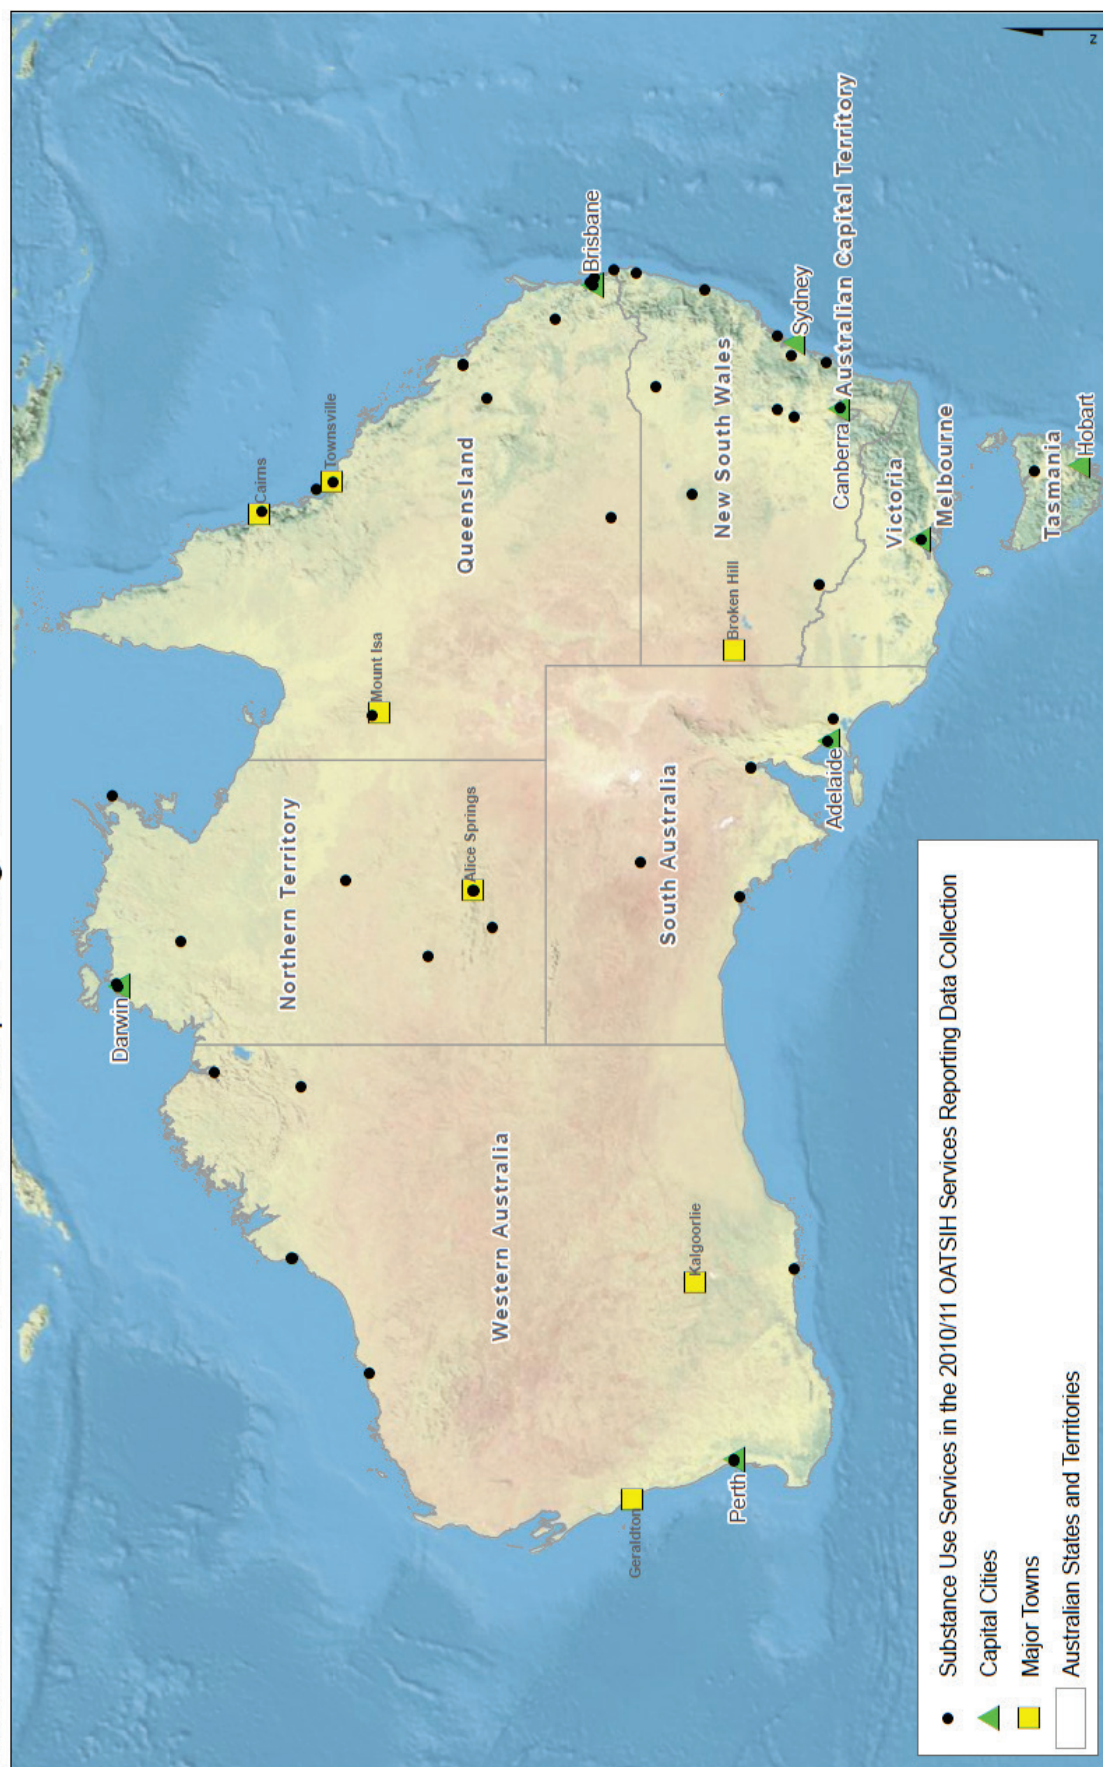 Darwin
Northern Territory
Cairns
Townsville
Mount Isa
Alice Springs
Queensland
Western Australia
Brisbane
South Australia
New South Wales
Geraldton
Kalgoorlie
Perth
Broken Hill
Sydney
Adelaide
Canberra
Australian Capital Territory
Victoria
Melbourne
Tasmania
Hobart
Substance Use Services in the 2010/11 OATSIH Services Reporting Data Collection
Capital Cities
Major Towns
Australian States and Territories
N